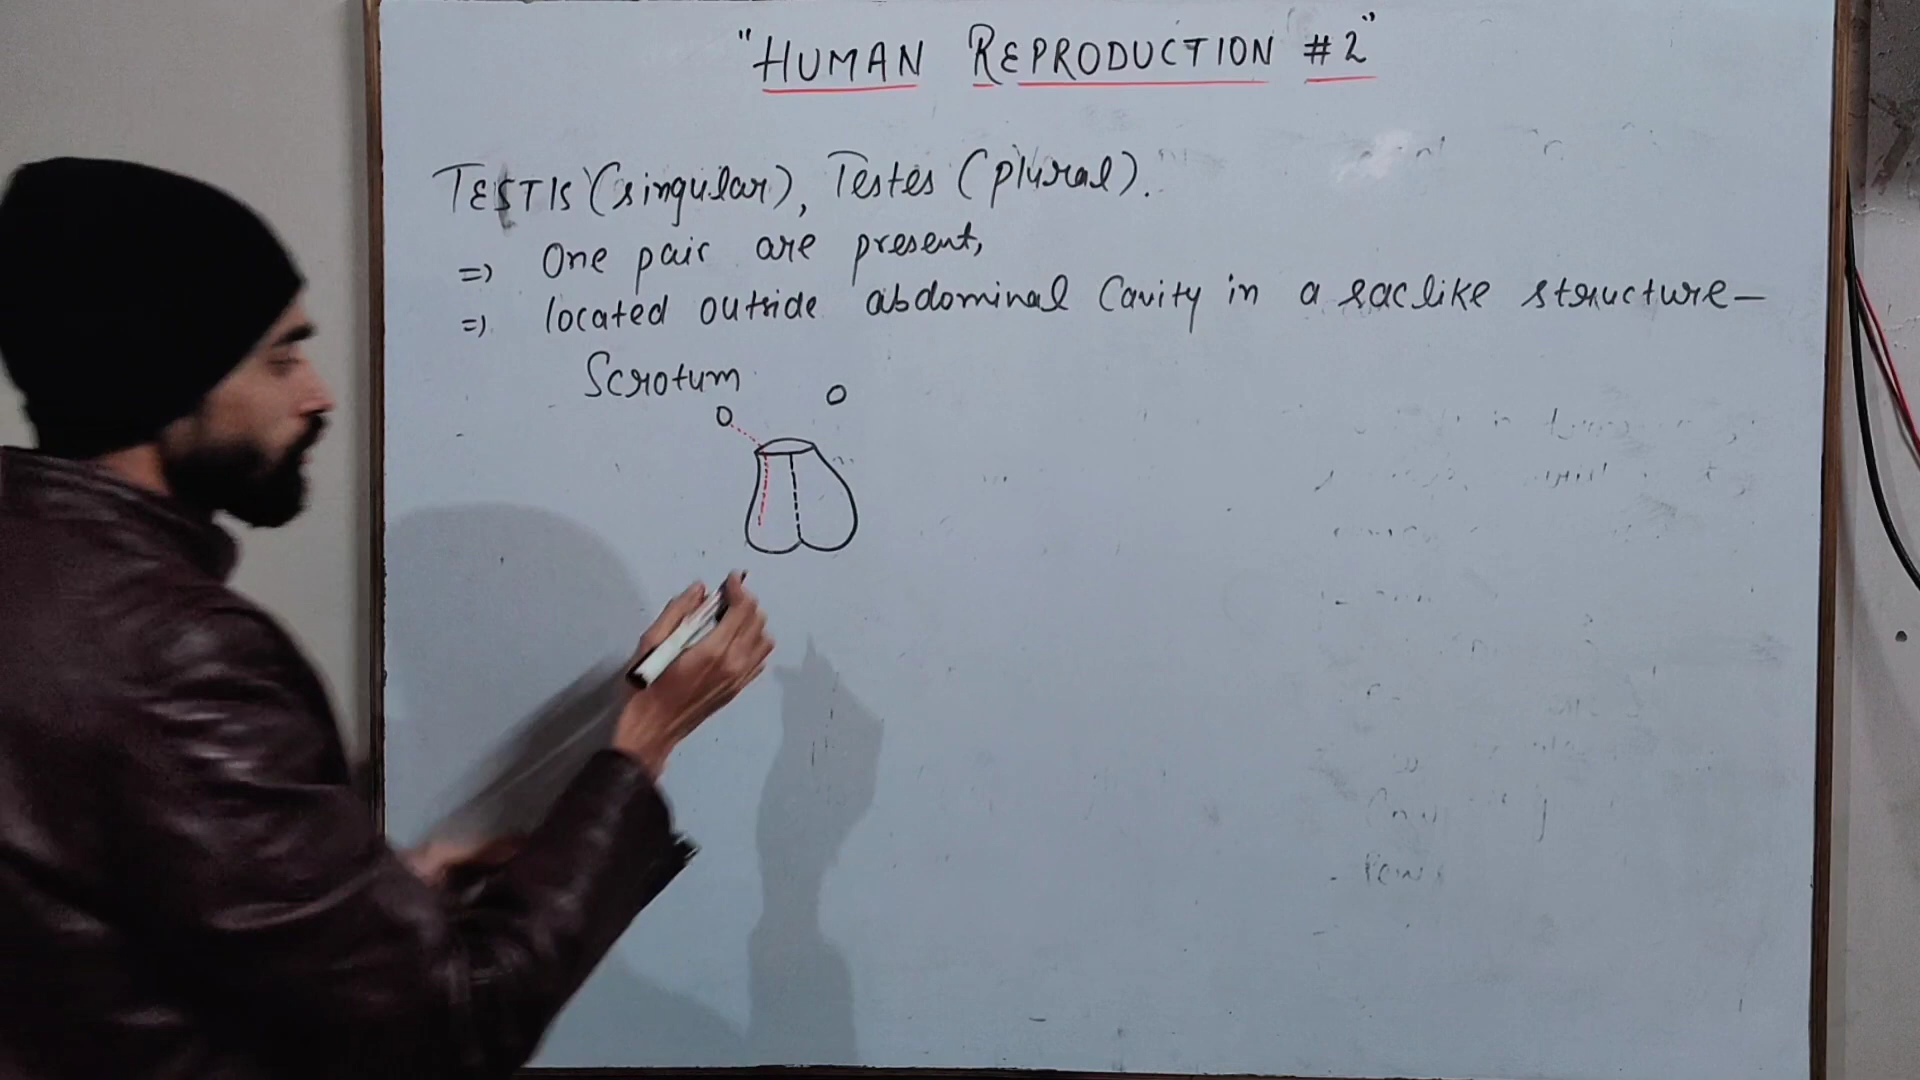 "HUMAN REPRODUCTION #2"
TESTIS (singular), Testes (plural).
=) One pair are present,
=) located outside abdominal Cavity in a saclike structure –
Scrotum